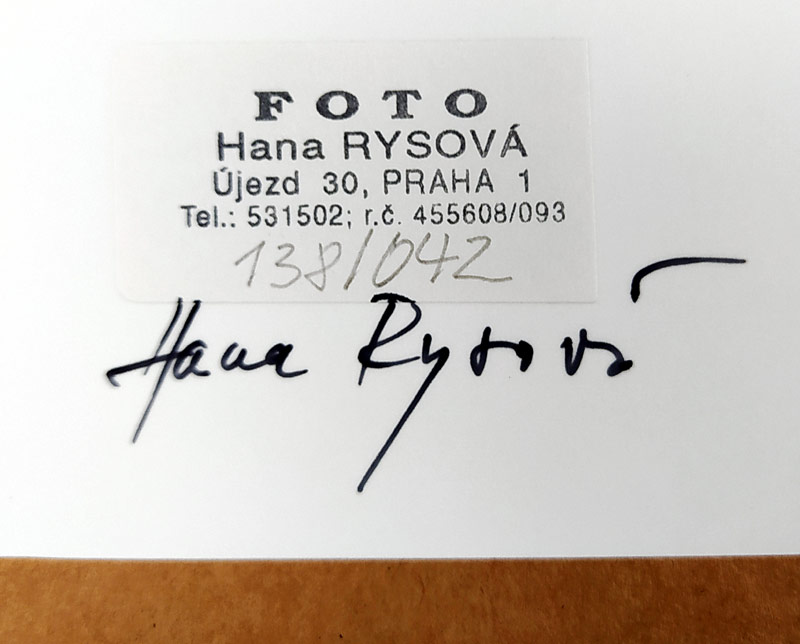 FOTO
Hana RYSOVÁ
Újezd 30, PRAHA 1
Tel.: 531502; r.č. 455608/093
138/042
Hana Rysová